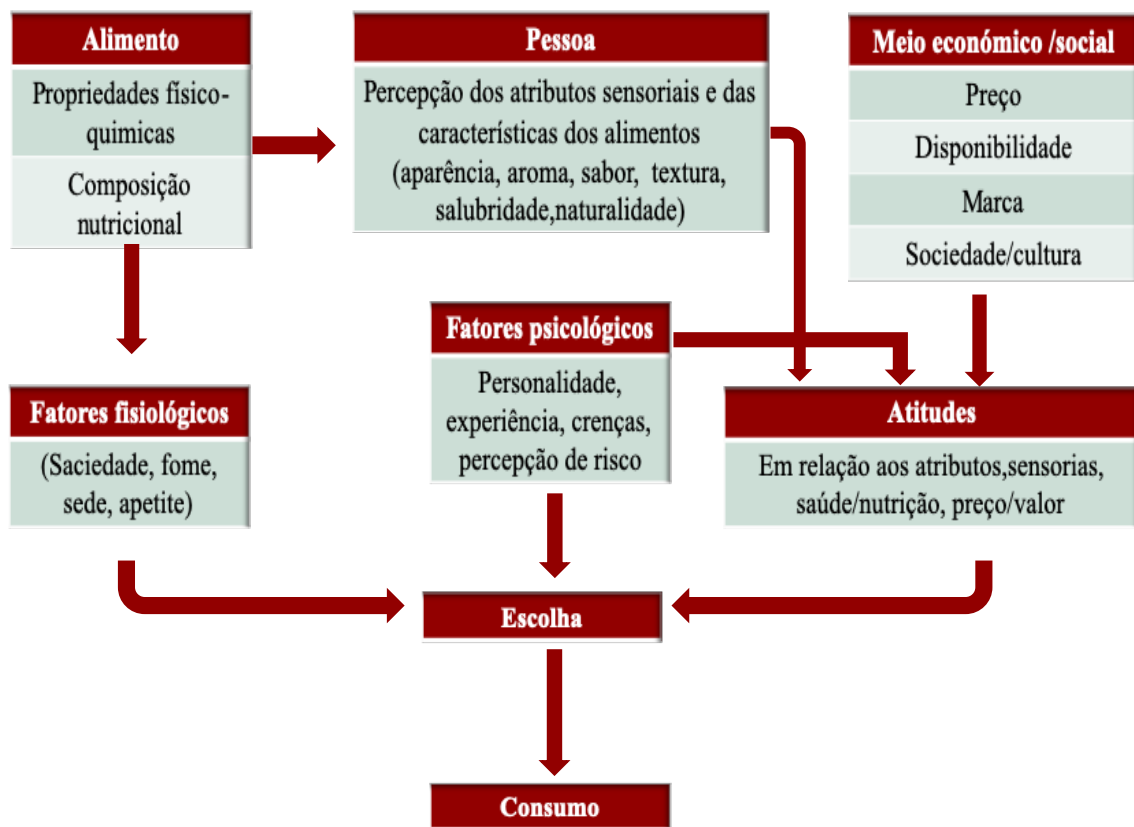 Alimento
Propriedades físico-
quimicas
Composição
nutricional
Pessoa
Percepção dos atributos sensoriais e das
características dos alimentos
(aparência, aroma, sabor, textura,
salubridade,naturalidade)
Meio económico /social
Preço
Disponibilidade
Marca
Sociedade/cultura
Fatores psicológicos
Personalidade,
experiência, crenças,
percepção de risco
Fatores fisiológicos
(Saciedade, fome,
sede, apetite)
Atitudes
Em relação aos atributos,sensorias,
saúde/nutrição, preço/valor
Escolha
Consumo